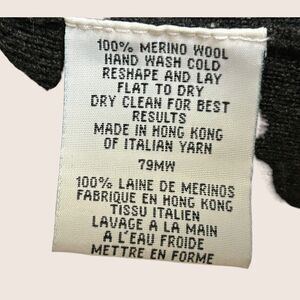 100% MERINO WOOL
HAND WASH COLD
RESHAPE AND LAY
FLAT TO DRY
DRY CLEAN FOR BEST
RESULTS
MADE IN HONG KONG
OF ITALIAN YARN
79MW
100% LAINE DE MERINOS
FABRIQUE EN HONG KONG
TISSU ITALIEN
LAVAGE A LA MAIN
A L'EAU FROIDE
METTRE EN FORME